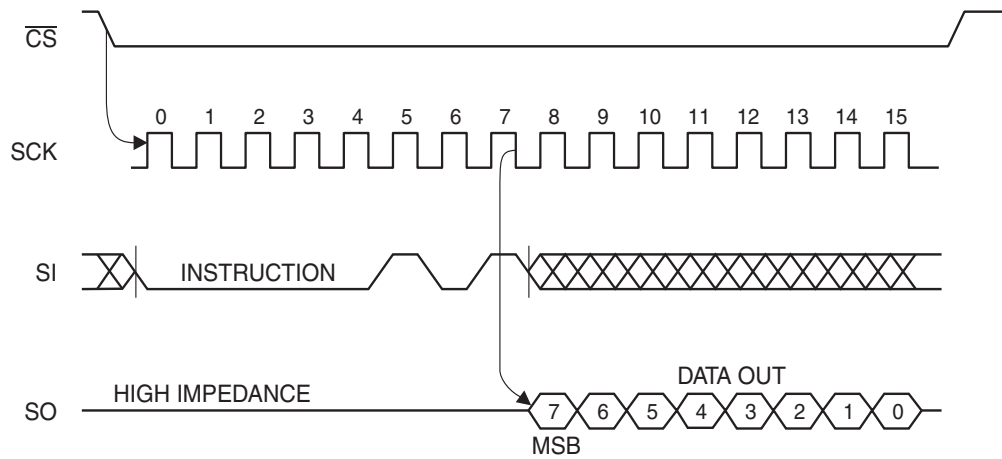 CS
0 1 2 3 4 5 6 7 8 9 10 11 12 13 14 15
SCK
SI INSTRUCTION
HIGH IMPEDANCE DATA OUT
SO 7 6 5 4 3 2 1 0
MSB